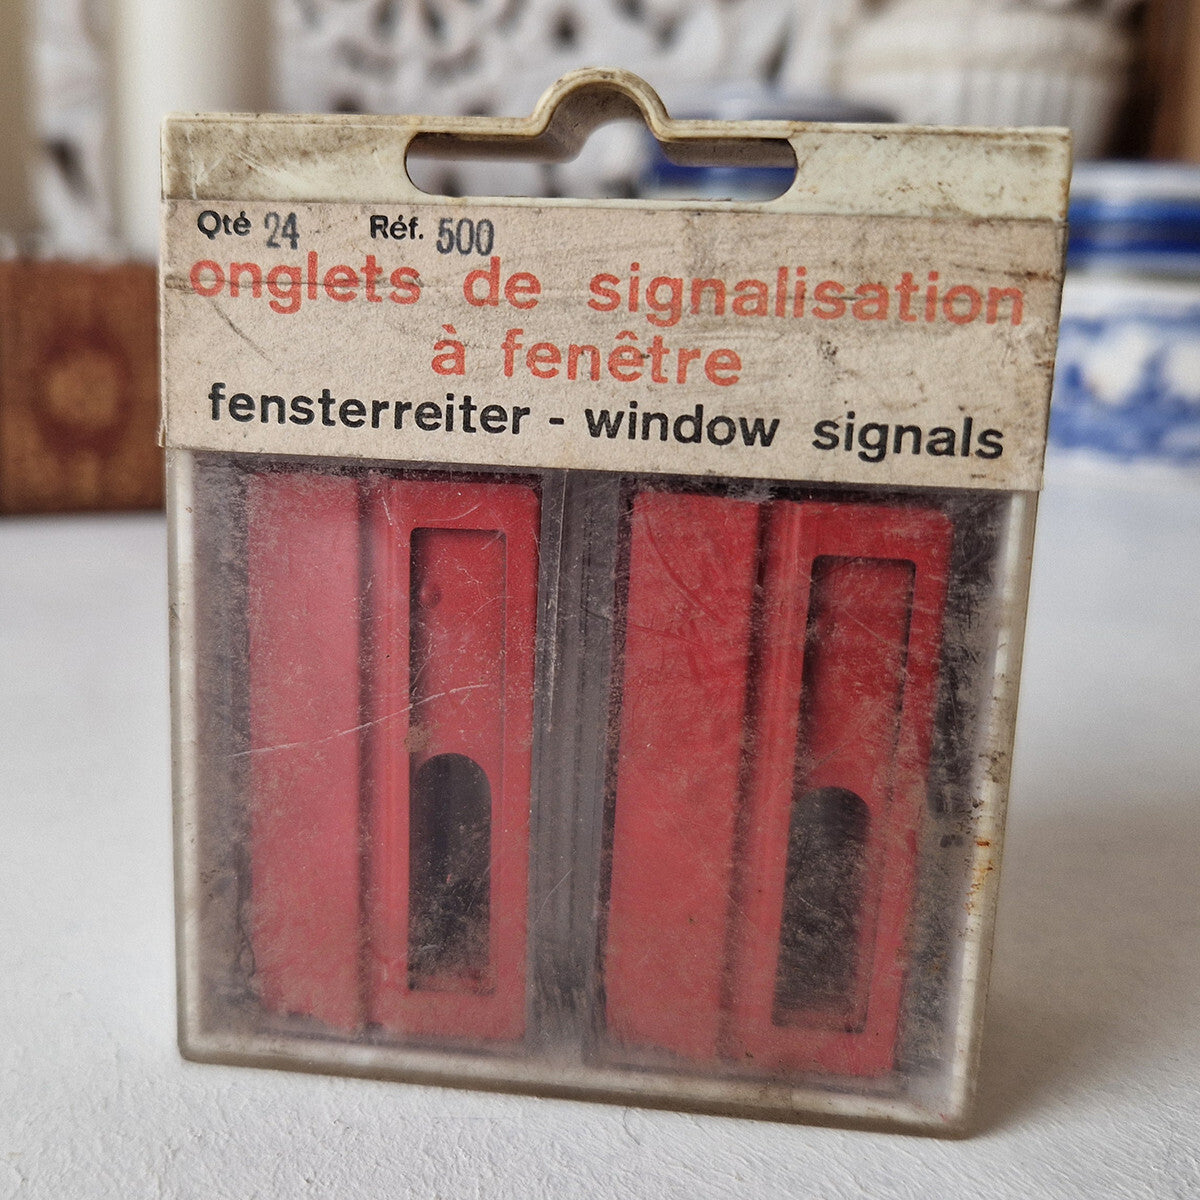 Qté 24 Réf. 500
onglets de signalisation
à fenêtre
fensterreiter - window signals